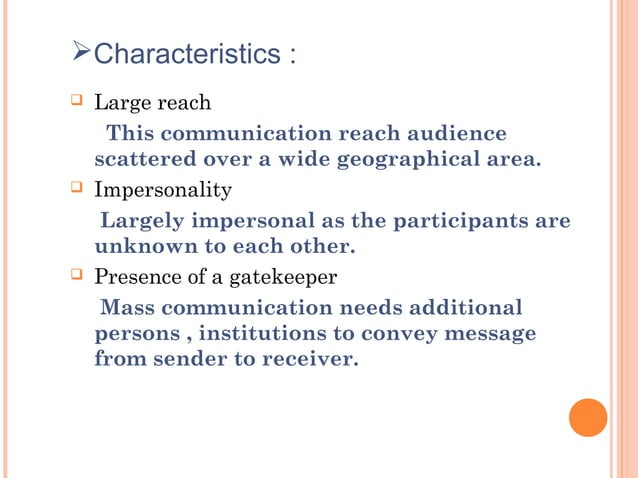 ➢Characteristics :
❑ Large reach
This communication reach audience
scattered over a wide geographical area.
❑ Impersonality
Largely impersonal as the participants are
unknown to each other.
❑ Presence of a gatekeeper
Mass communication needs additional
persons , institutions to convey message
from sender to receiver.